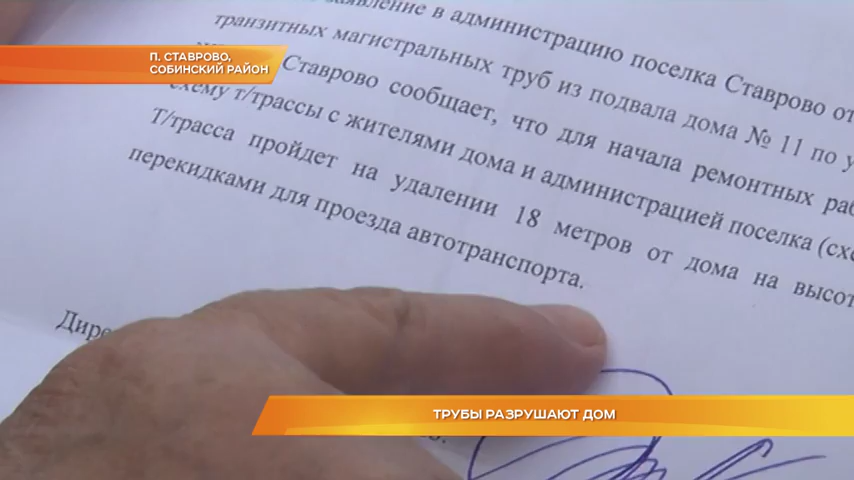 П. СТАВРОВО,
СОБИНСКИЙ РАЙОН
заявление в администрацию поселка Ставрово от
транзитных магистральных труб из подвала дома № 11 по у
Ставрово сообщает, что для начала ремонтных раб
схему т/трассы с жителями дома и администрацией поселка (схе
Т/трасса пройдет на удалении 18 метров от дома на высот
перекидками для проезда автотранспорта.
Дире
ТРУБЫ РАЗРУШАЮТ ДОМ